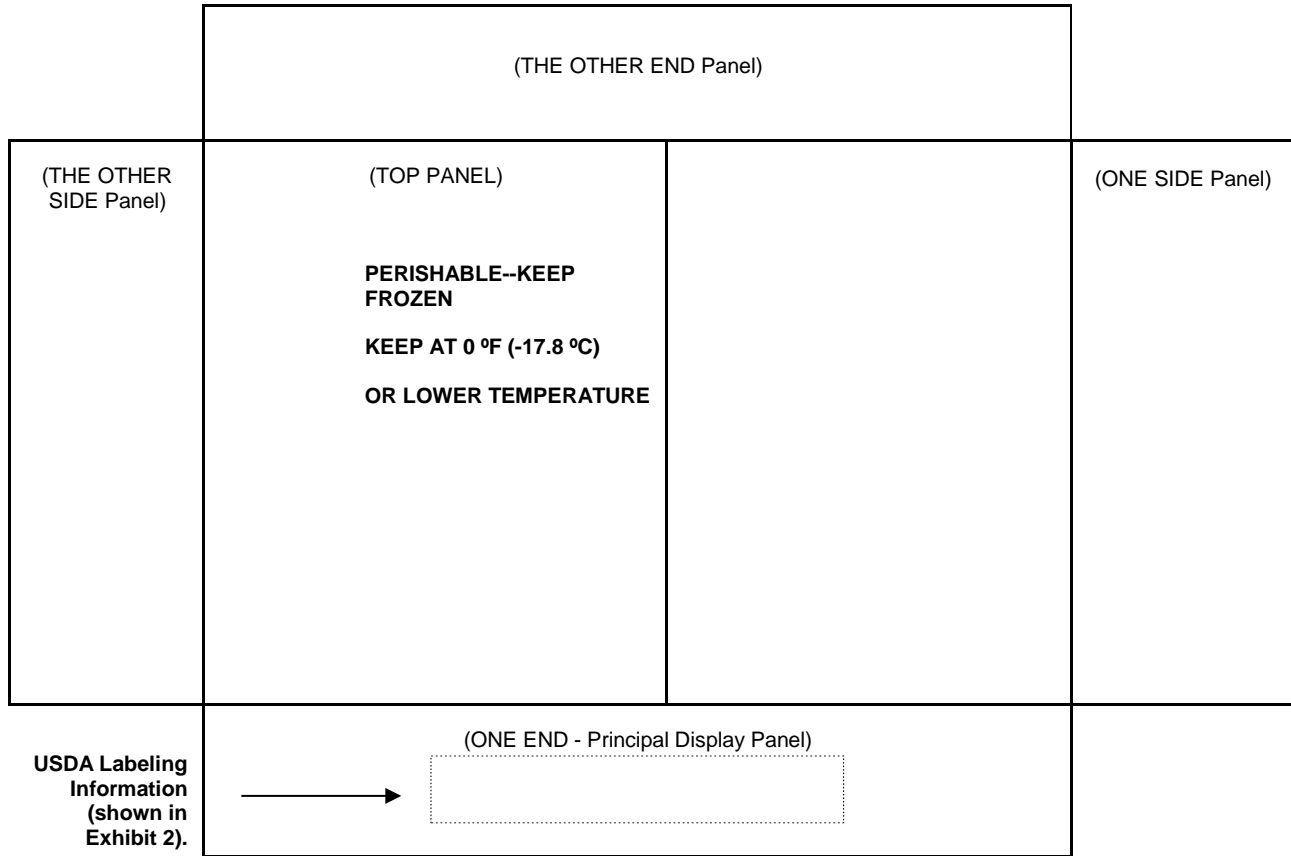 (THE OTHER END Panel)
(THE OTHER
SIDE Panel)
(TOP PANEL)
(ONE SIDE Panel)
PERISHABLE--KEEP
FROZEN
KEEP AT 0 ºF (-17.8 ºC)
OR LOWER TEMPERATURE
(ONE END - Principal Display Panel)
USDA Labeling
Information
(shown in
Exhibit 2).